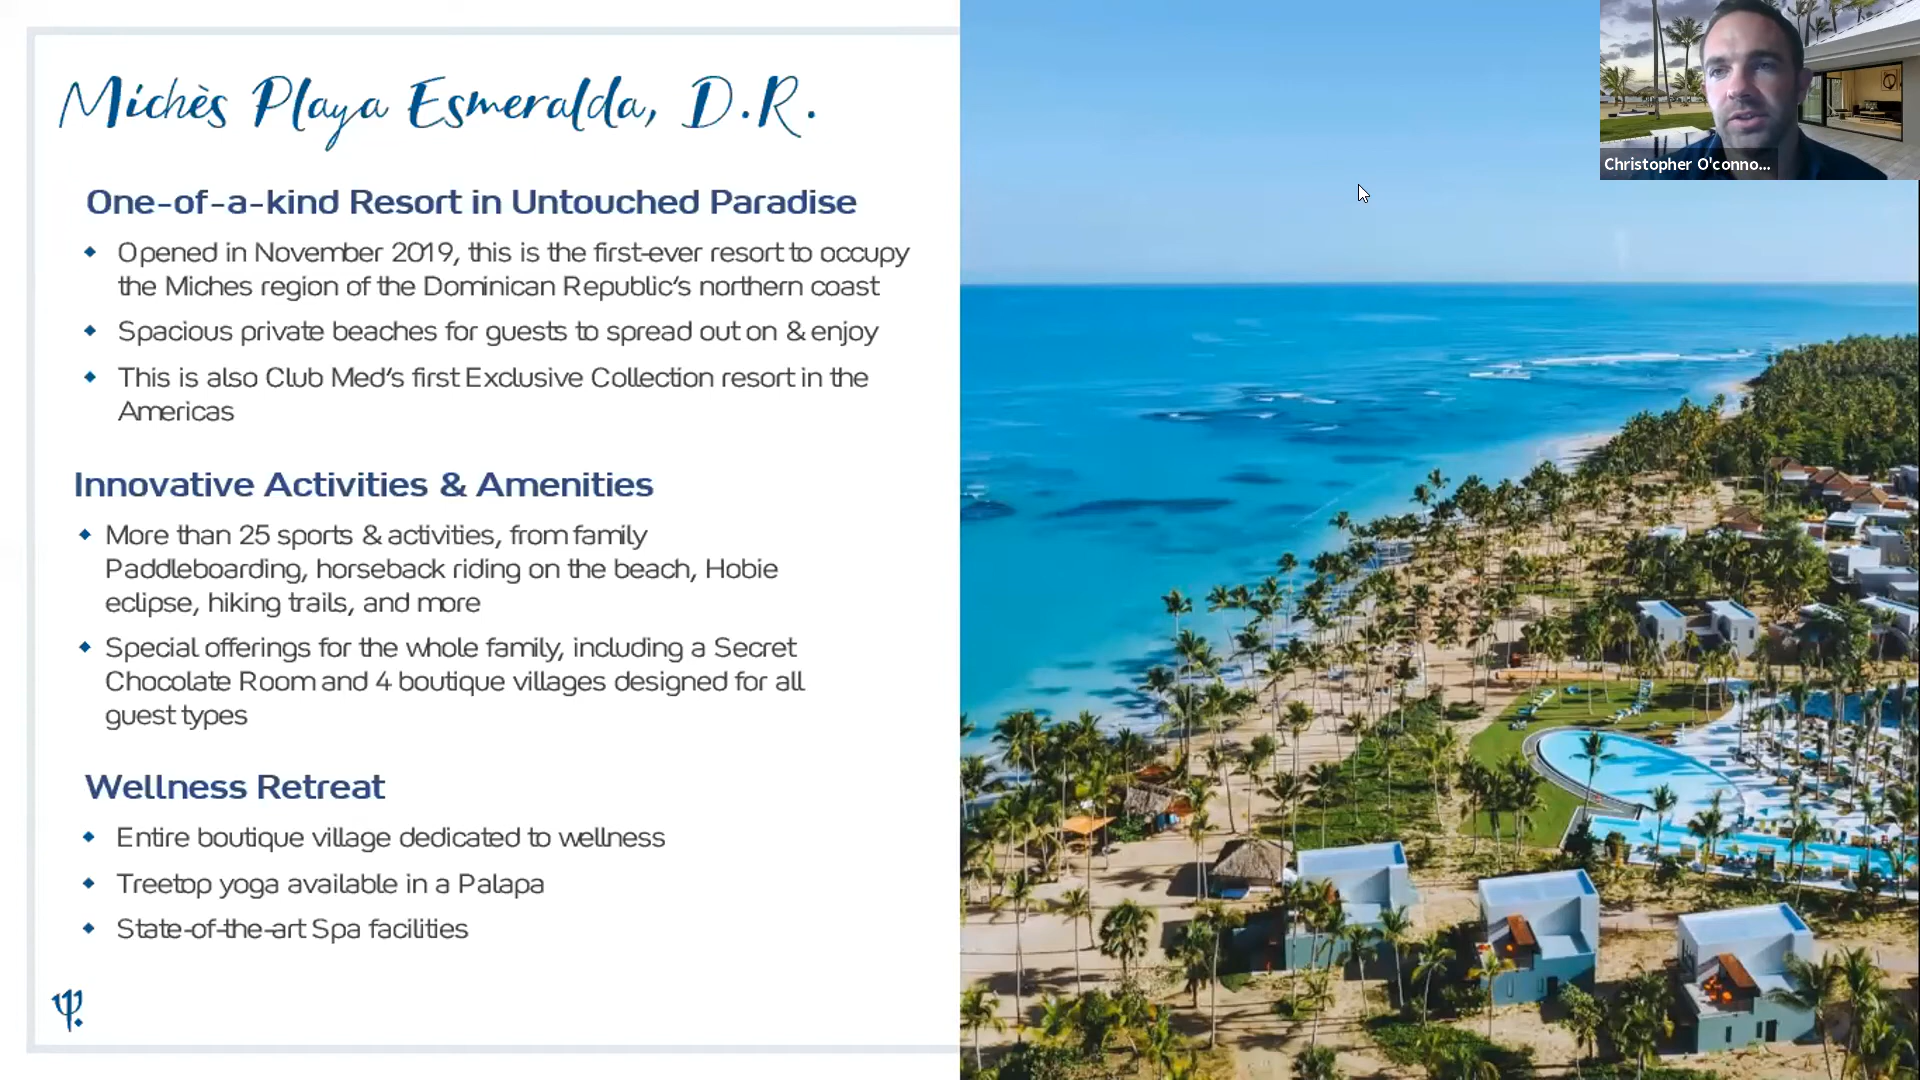 Michès Playa Esmeralda, D.R.
One-of-a-kind Resort in Untouched Paradise
Opened in November 2019, this is the first-ever resort to occupy
the Miches region of the Dominican Republic's northern coast
Spacious private beaches for guests to spread out on & enjoy
This is also Club Med's first Exclusive Collection resort in the
Americas
Innovative Activities & Amenities
More than 25 sports & activities, from family
Paddleboarding, horseback riding on the beach, Hobie
eclipse, hiking trails, and more
Special offerings for the whole family, including a Secret
Chocolate Room and 4 boutique villages designed for all
guest types
Wellness Retreat
Entire boutique village dedicated to wellness
Treetop yoga available in a Palapa
State-of-the-art Spa facilities
Christopher O'conno...